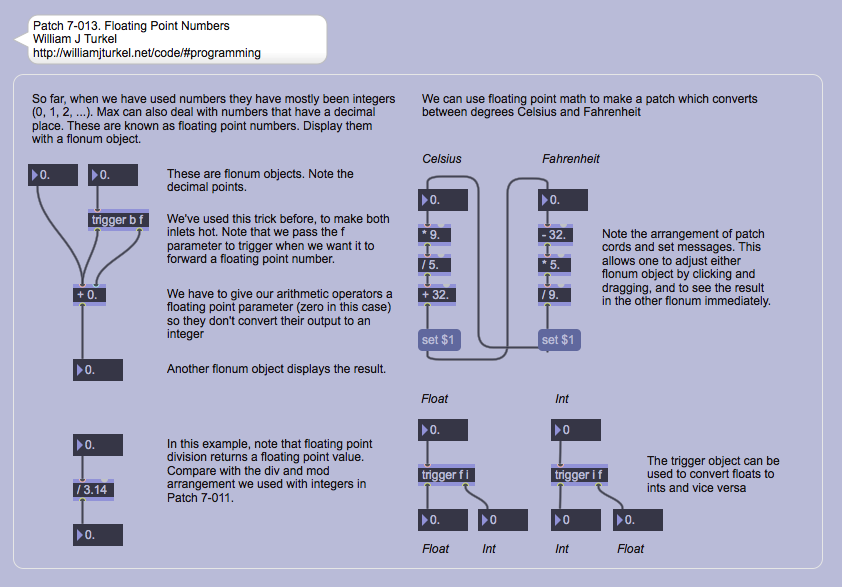 Patch 7-013. Floating Point Numbers
William J Turkel
http://williamjturkel.net/code/#programming
So far, when we have used numbers they have mostly been integers
(0, 1, 2, ...). Max can also deal with numbers that have a decimal
place. These are known as floating point numbers. Display them
with a flonum object.
0.
0.
These are flonum objects. Note the
decimal points.
trigger b f
We've used this trick before, to make both
inlets hot. Note that we pass the f
parameter to trigger when we want it to
forward a floating point number.
+ 0.
We have to give our arithmetic operators a
floating point parameter (zero in this case)
so they don't convert their output to an
integer
0.
Another flonum object displays the result.
0.
In this example, note that floating point
division returns a floating point value.
Compare with the div and mod
arrangement we used with integers in
Patch 7-011.
/ 3.14
0.
We can use floating point math to make a patch which converts
between degrees Celsius and Fahrenheit
Celsius
Fahrenheit
0.
0.
* 9.
- 32.
/ 5.
* 5.
+ 32.
/ 9.
set $1
set $1
Note the arrangement of patch
cords and set messages. This
allows one to adjust either
flonum object by clicking and
dragging, and to see the result
in the other flonum immediately.
Float
Int
0.
0
trigger f i
trigger i f
The trigger object can be
used to convert floats to
ints and vice versa
0.
0
0
0.
Float
Int
Int
Float